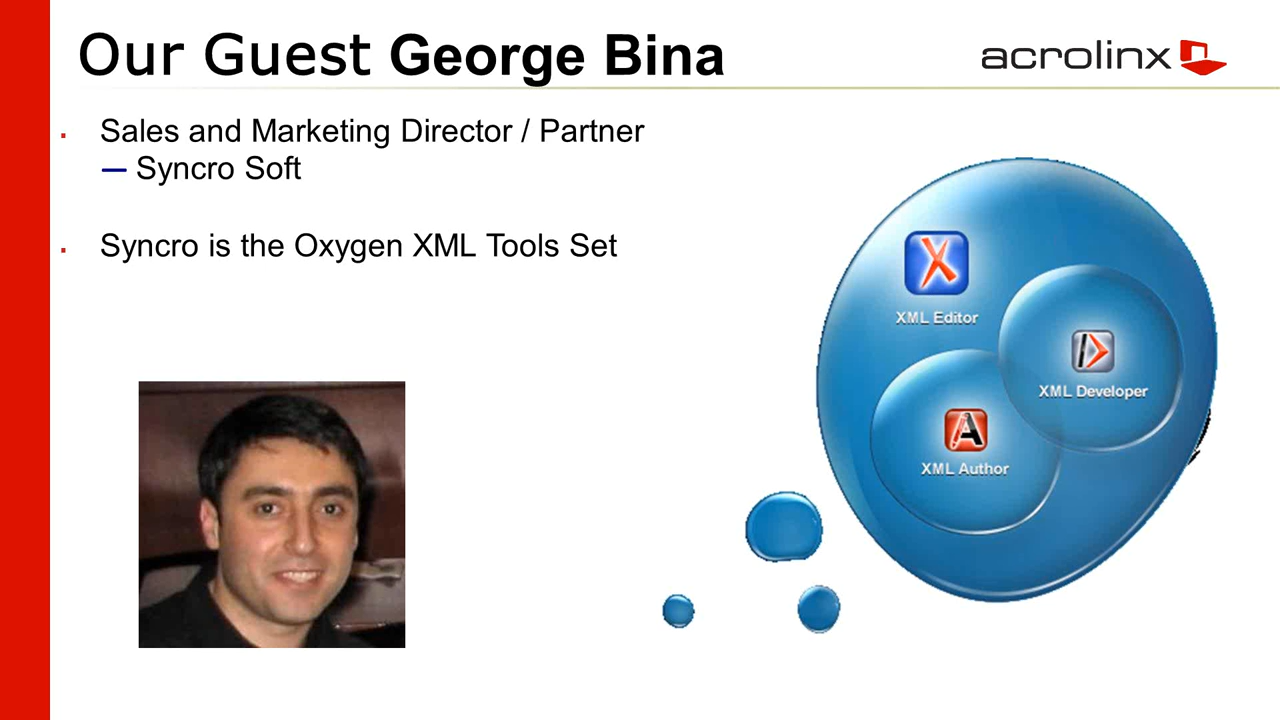 Our Guest George Bina
acrolinx
Sales and Marketing Director / Partner
— Syncro Soft
Syncro is the Oxygen XML Tools Set
XML Editor
XML Developer
XML Author